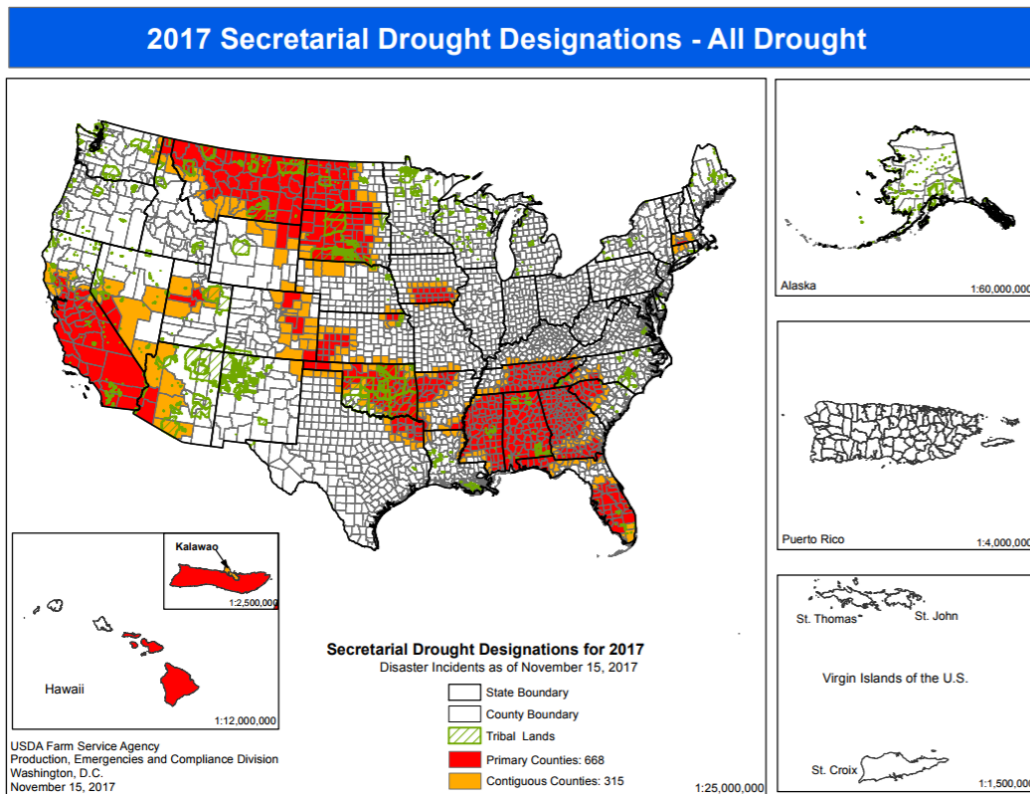 2017 Secretarial Drought Designations - All Drought
Alaska
1:60,000,000
Puerto Rico
1:4,000,000
St. Thomas
St. John
Virgin Islands of the U.S.
St. Croix
1:1,500,000
Kalawao
1:2,500,000
Hawaii
1:12,000,000
Secretarial Drought Designations for 2017
Disaster Incidents as of November 15, 2017
State Boundary
County Boundary
Tribal Lands
Primary Counties: 668
Contiguous Counties: 315
1:25,000,000
USDA Farm Service Agency
Production, Emergencies and Compliance Division
Washington, D.C.
November 15, 2017